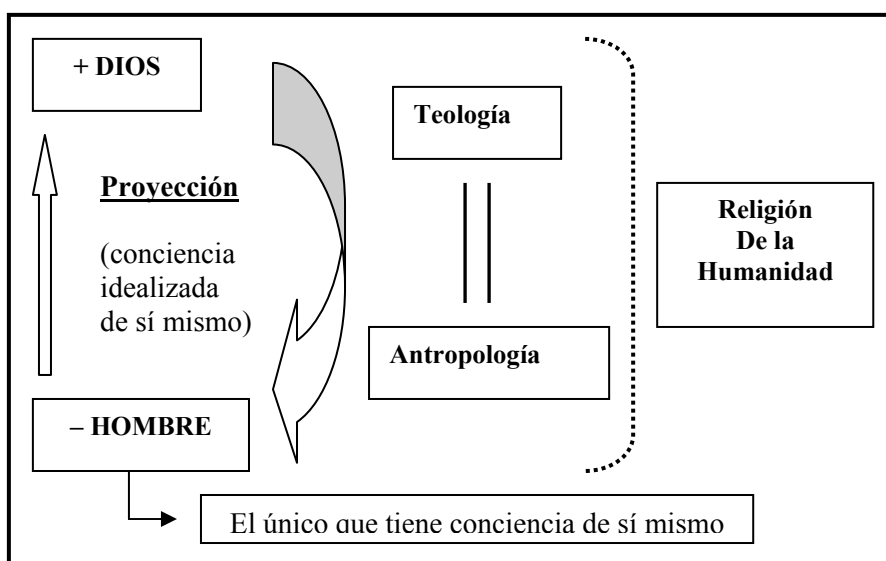 + DIOS
Teología
Proyección
(conciencia
idealizada
de sí mismo)
Religión
De la
Humanidad
Antropología
– HOMBRE
El único que tiene conciencia de sí mismo